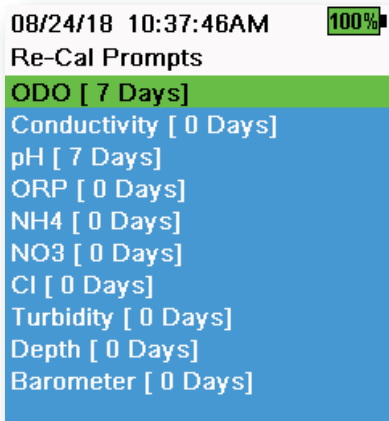 08/24/18 10:37:46AM 100%
Re-Cal Prompts
ODO [ 7 Days]
Conductivity [ 0 Days]
pH [ 7 Days]
ORP [ 0 Days]
NH4 [ 0 Days]
NO3 [ 0 Days]
Cl [ 0 Days]
Turbidity [ 0 Days]
Depth [ 0 Days]
Barometer [ 0 Days]